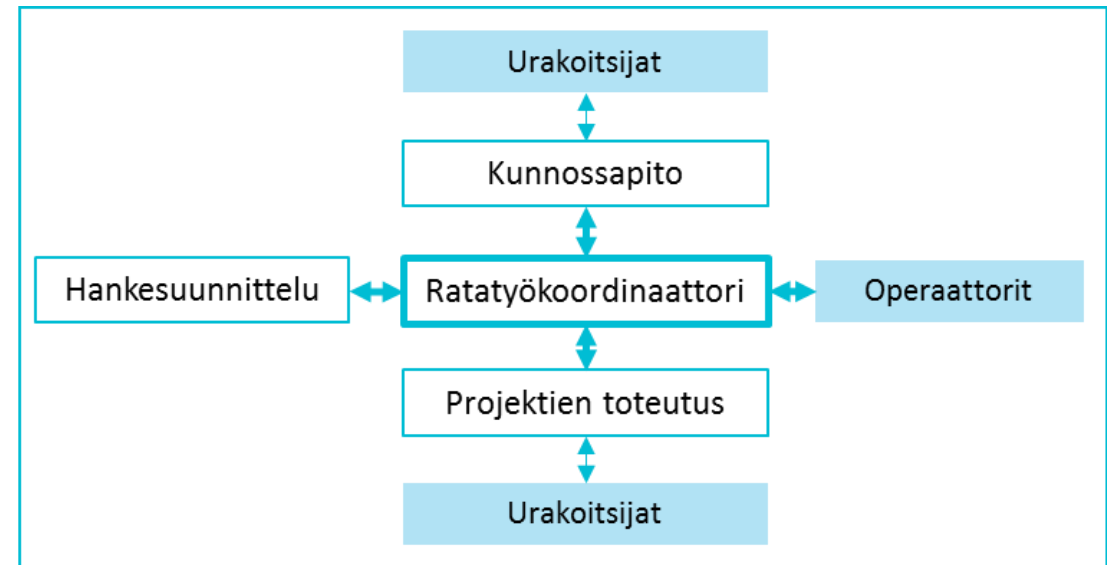 Urakoitsijat
Kunnossapito
Hankesuunnittelu
Ratatyökoordinaattori
Operaattorit
Projektien toteutus
Urakoitsijat